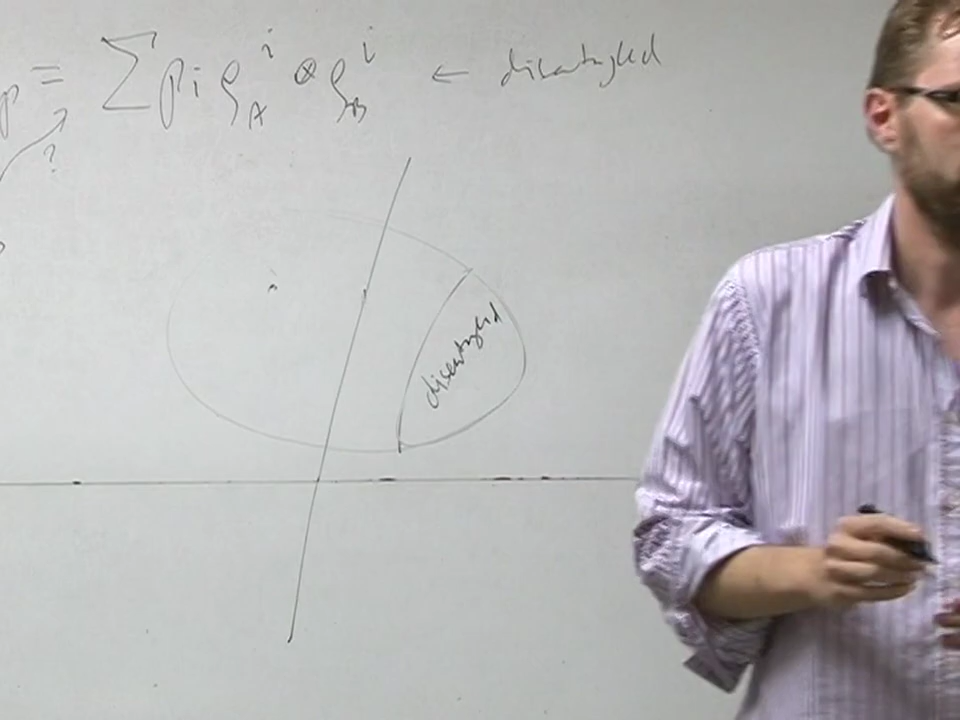 ρ = Σ pᵢ ρ_A^i ⊗ ρ_B^i ← disentangled
?
disentangled